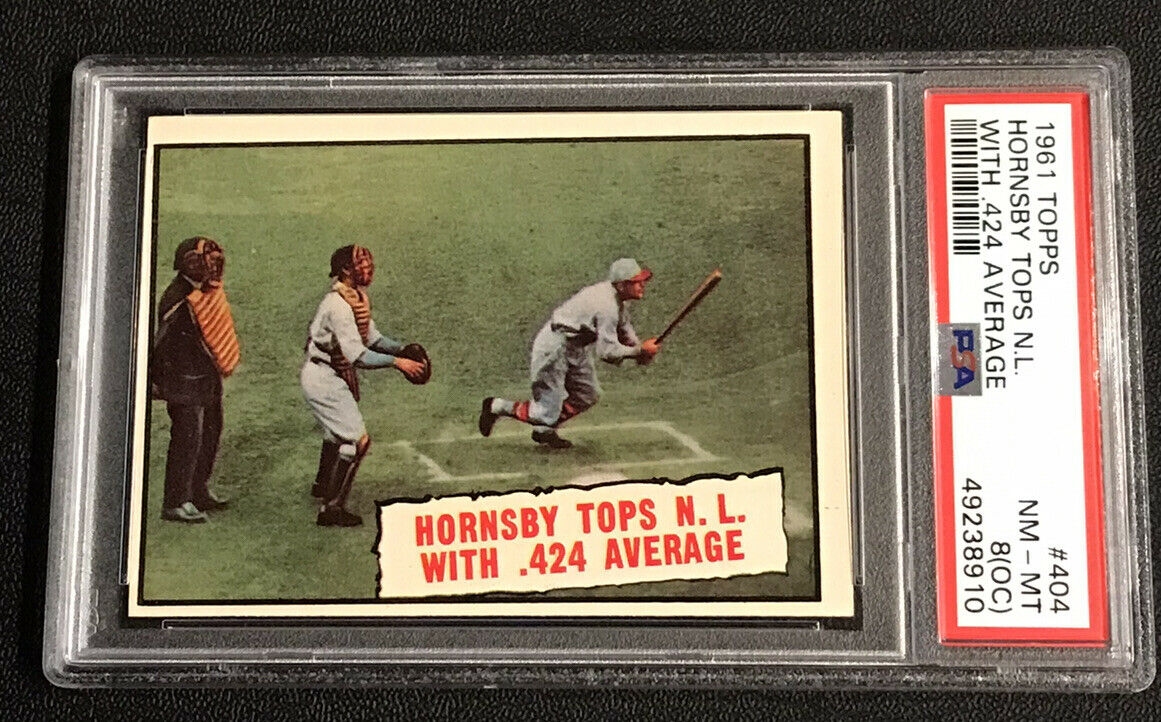 HORNSBY TOPS N. L.
WITH .424 AVERAGE
1961 TOPPS
HORNSBY TOPS N.L.
WITH .424 AVERAGE
PSA
#404
NM - MT
8(OC)
49238910